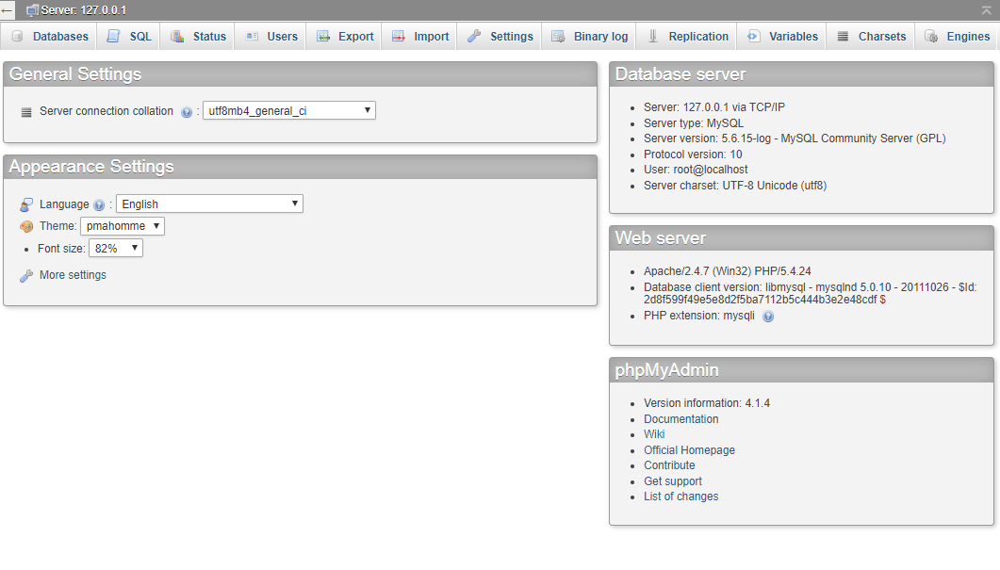 Server: 127.0.0.1
Databases SQL Status Users Export Import Settings Binary log Replication Variables Charsets Engines
General Settings
Server connection collation : utf8mb4_general_ci
Appearance Settings
Language : English
Theme: pmahomme
Font size: 82%
More settings
Database server
Server: 127.0.0.1 via TCP/IP
Server type: MySQL
Server version: 5.6.15-log - MySQL Community Server (GPL)
Protocol version: 10
User: root@localhost
Server charset: UTF-8 Unicode (utf8)
Web server
Apache/2.4.7 (Win32) PHP/5.4.24
Database client version: libmysql - mysqlnd 5.0.10 - 20111026 - $Id:
2d8f599f49e5e8d2f5ba7112b5c444b3e2e48cdf $
PHP extension: mysqli
phpMyAdmin
Version information: 4.1.4
Documentation
Wiki
Official Homepage
Contribute
Get support
List of changes